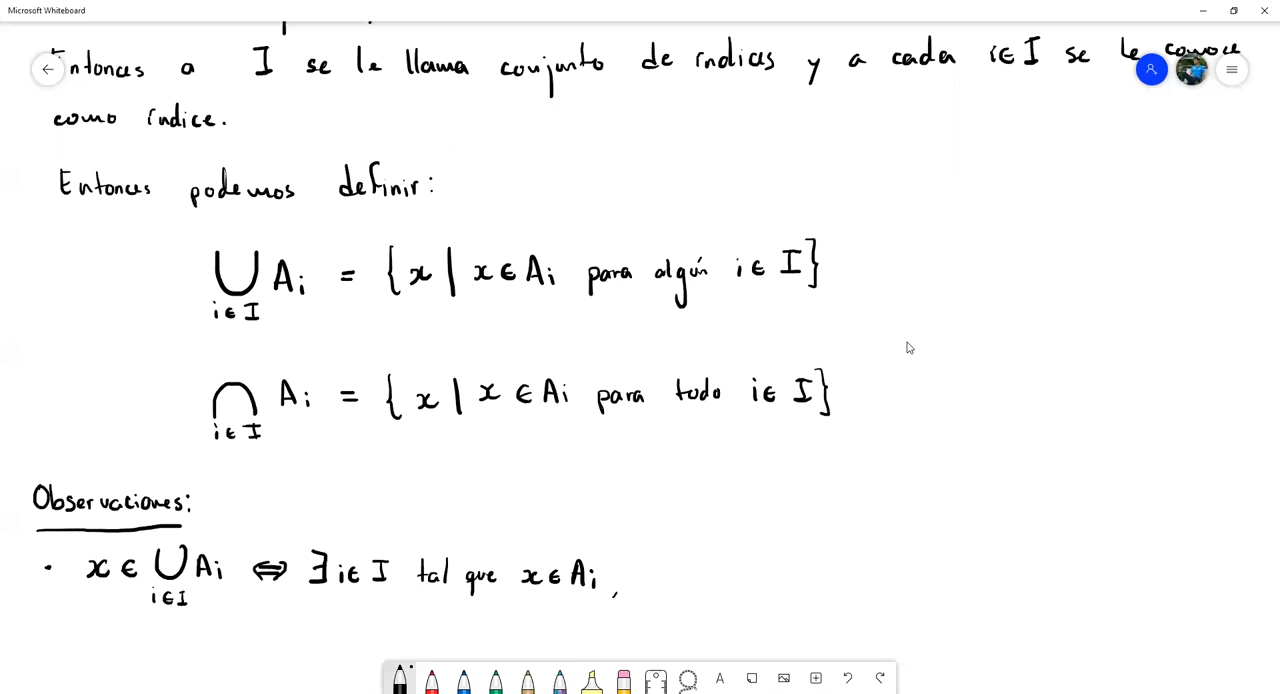 Microsoft Whiteboard
Entonces a I se le llama conjunto de índices y a cada i∈I se le conoce
como índice.
Entonces podemos definir:
⋃ Aᵢ = { x | x ∈ Aᵢ para algún i ∈ I }
i ∈ I
⋂ Aᵢ = { x | x ∈ Aᵢ para todo i ∈ I }
i ∈ I
Observaciones:
· x ∈ ⋃ Aᵢ ⇔ ∃ i ∈ I tal que x ∈ Aᵢ ,
i ∈ I
A